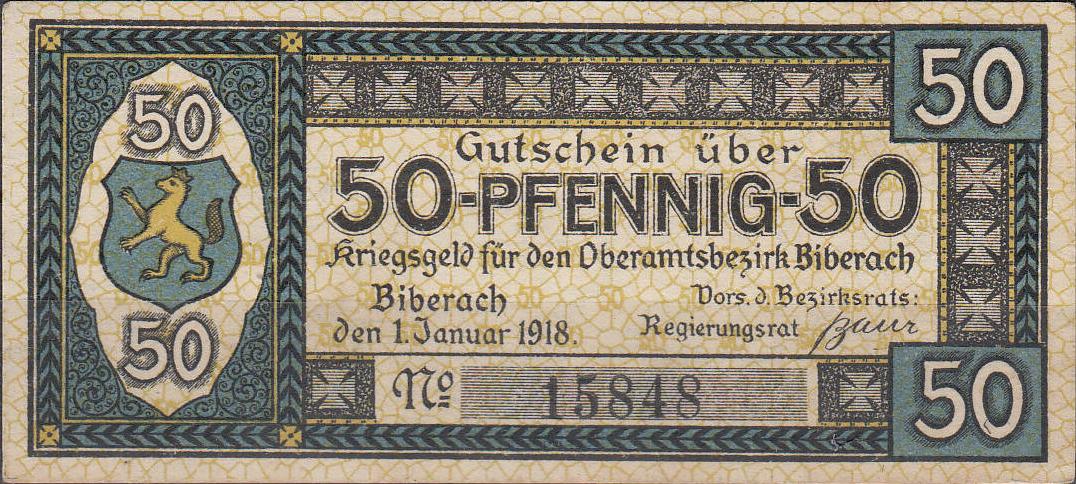 50
50
50
Gutschein über
50-PFENNIG-50
Kriegsgeld für den Oberamtsbezirk Biberach
Biberach
den 1. Januar 1918.
Vors. d. Bezirksrats:
Regierungsrat Baur
No 15848
50
50